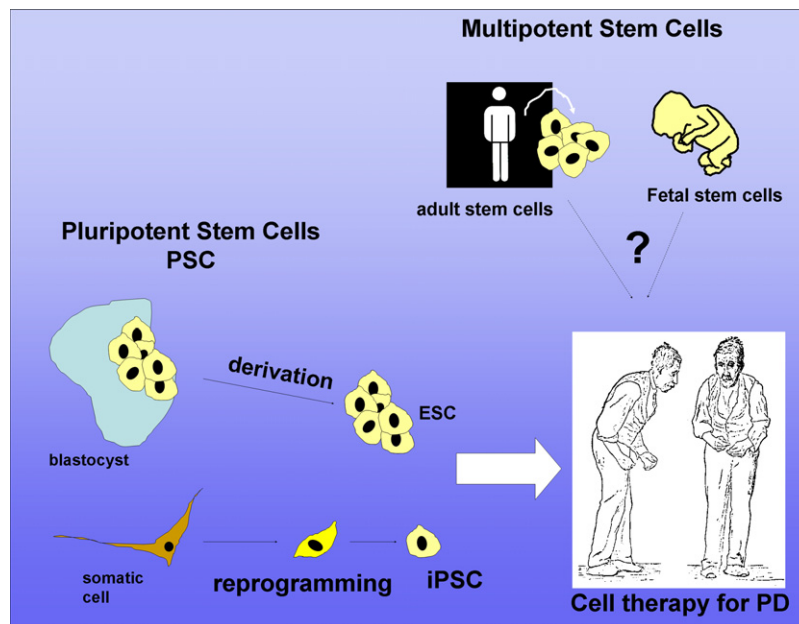 Multipotent Stem Cells
adult stem cells
Fetal stem cells
?
Pluripotent Stem Cells
PSC
derivation
ESC
blastocyst
somatic
cell
reprogramming
iPSC
Cell therapy for PD